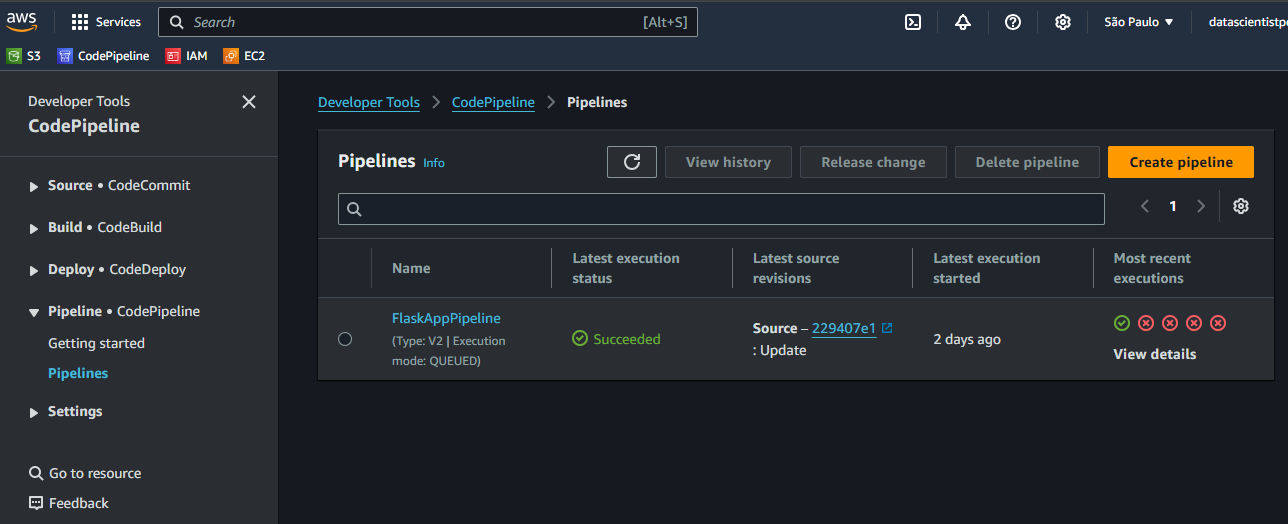 aws
Services
Search
[Alt+S]
São Paulo
S3
CodePipeline
IAM
EC2
Developer Tools
CodePipeline
Source • CodeCommit
Build • CodeBuild
Deploy • CodeDeploy
Pipeline • CodePipeline
Getting started
Pipelines
Settings
Go to resource
Feedback
Developer Tools
CodePipeline
Pipelines
Pipelines Info
View history
Release change
Delete pipeline
Create pipeline
1
Name
Latest execution
status
Latest source
revisions
Latest execution
started
Most recent
executions
FlaskAppPipeline
(Type: V2 | Execution
mode: QUEUED)
Succeeded
Source – 229407e1
: Update
2 days ago
View details